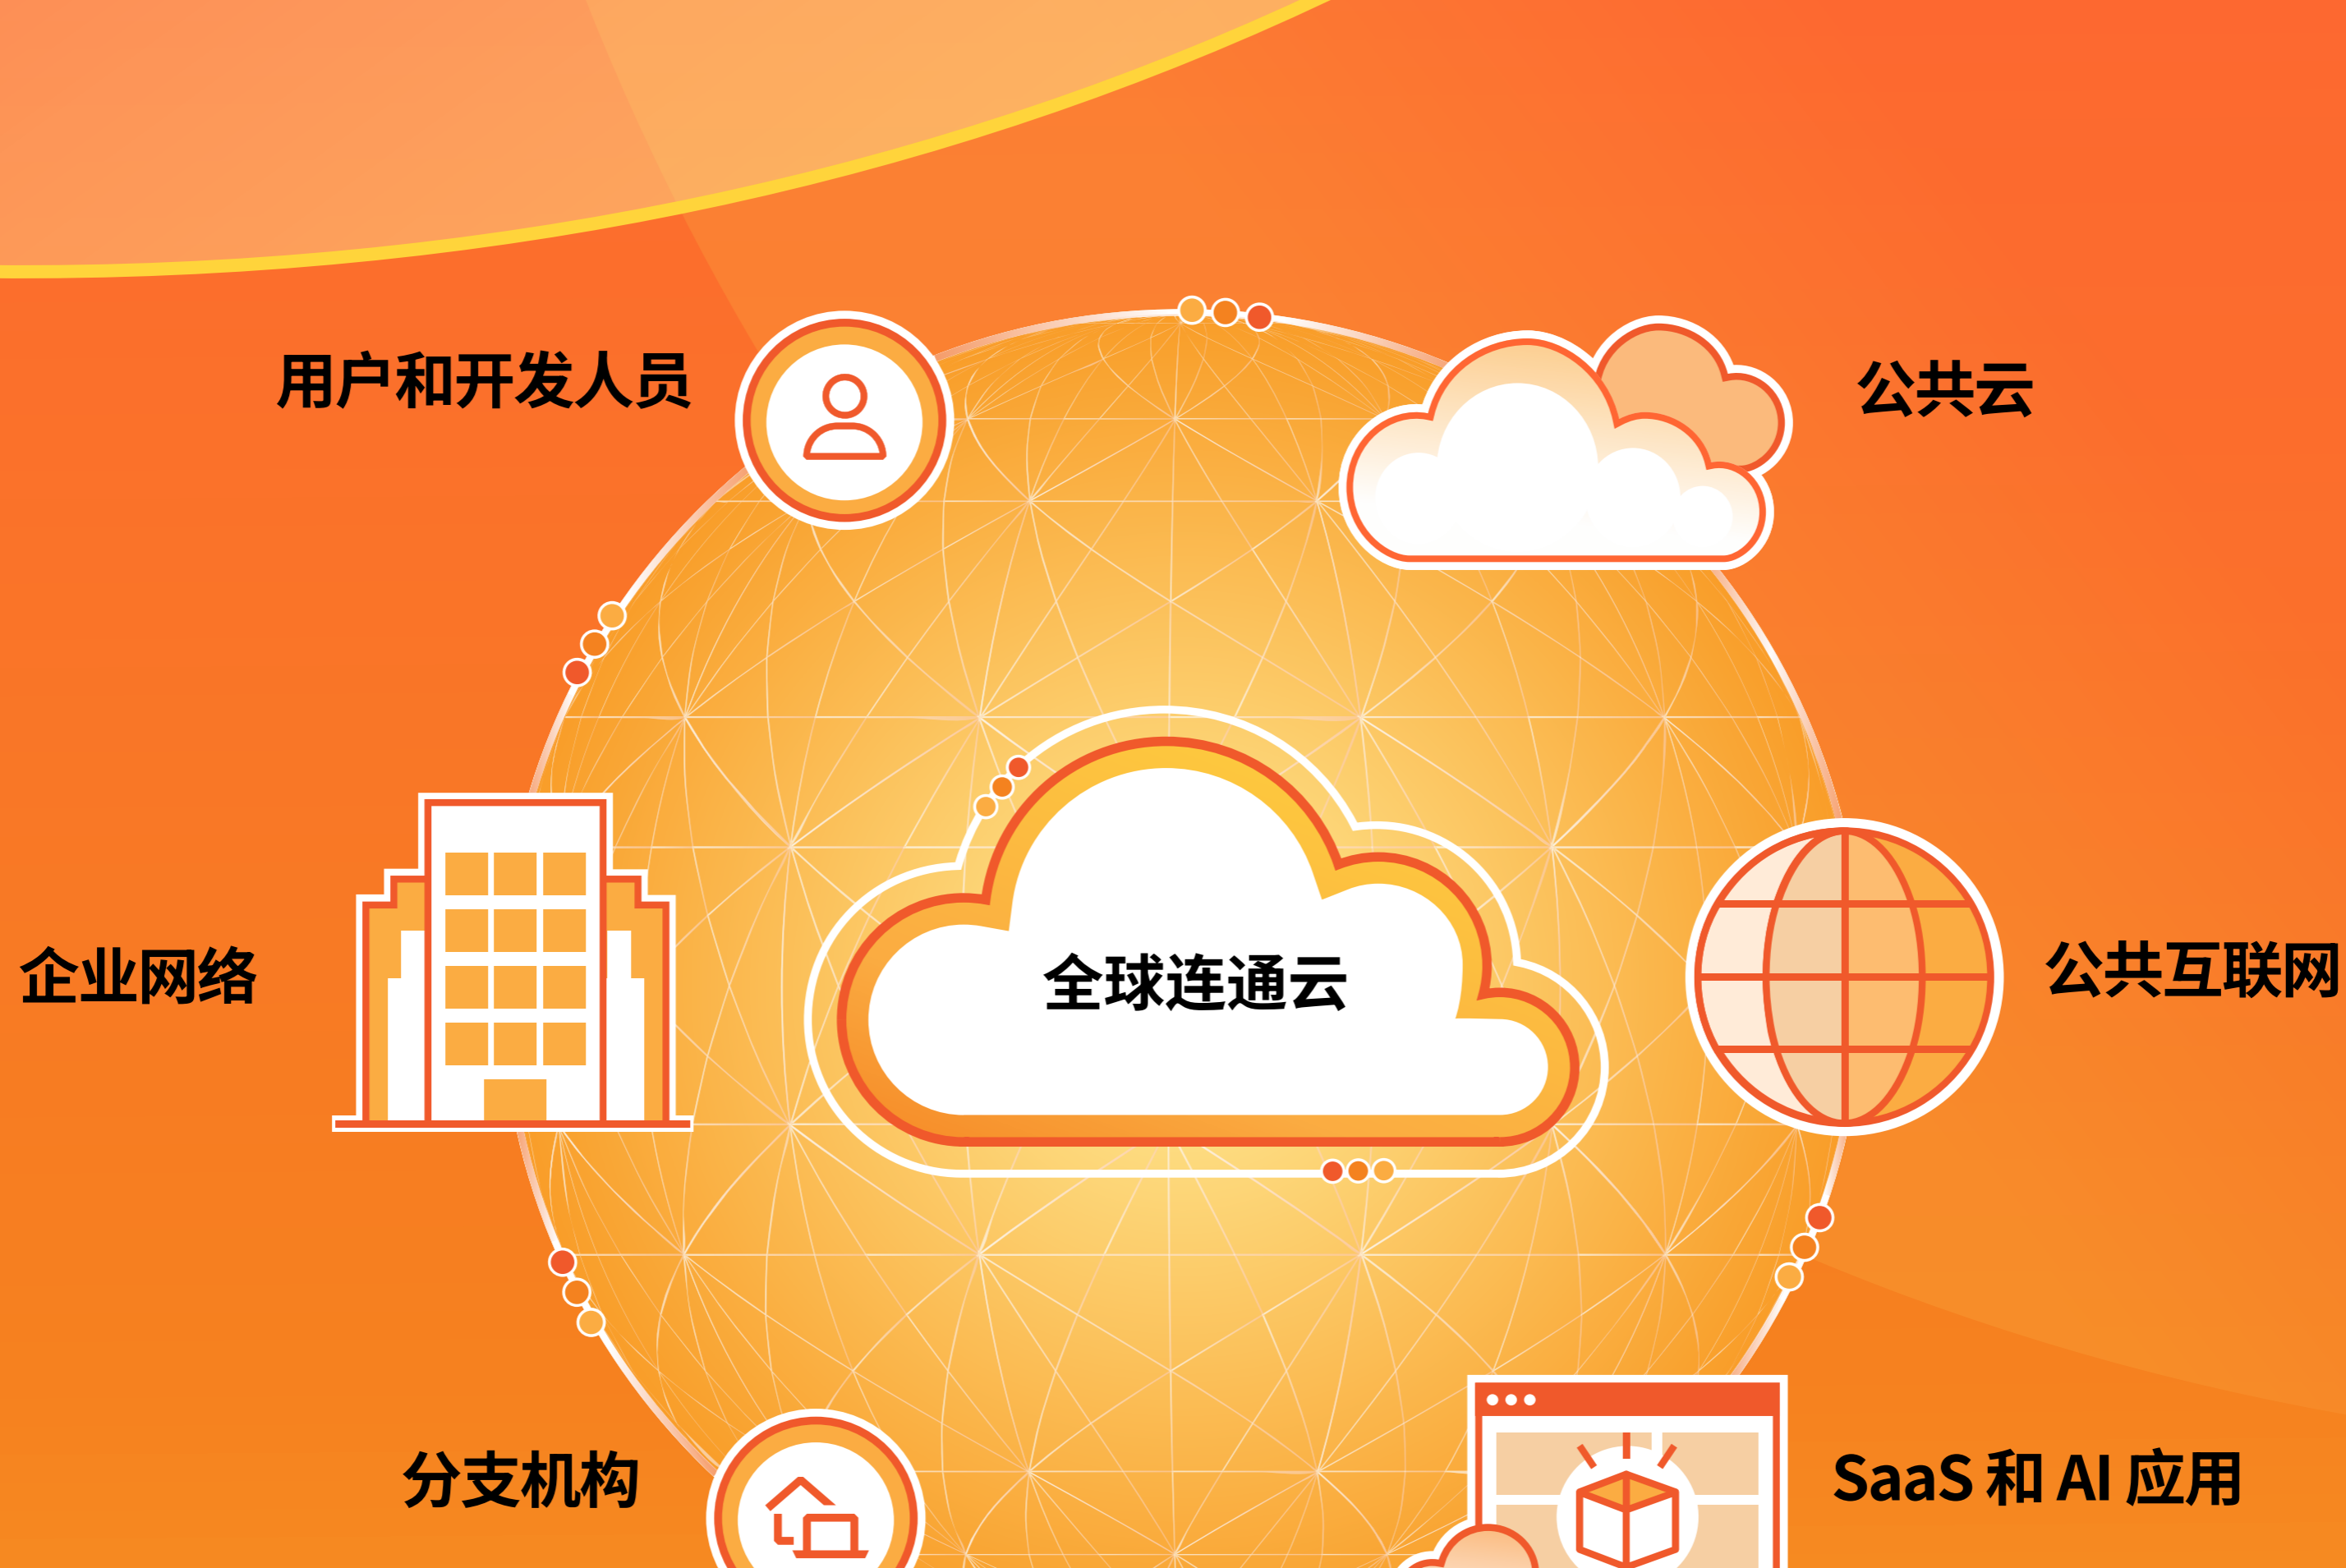 用户和开发人员
公共云
企业网络
全球连通云
公共互联网
分支机构
SaaS 和 AI 应用